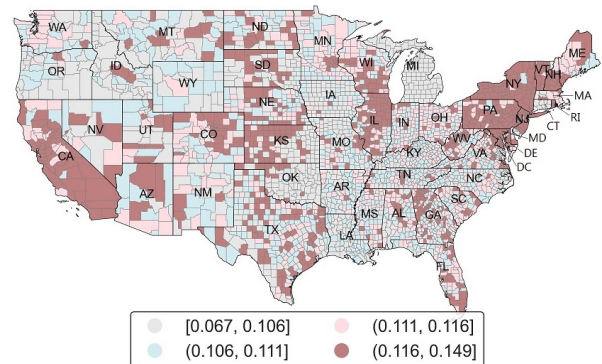 WA MT ND MN ME
OR ID SD WI MI VT NH
WY NY MA
NE IA PA RI
NV UT CO IL IN OH NJ CT
CA KS MO WV MD
KY VA DE
AZ NM OK AR TN NC DC
TX MS AL GA SC
LA
FL
[0.067, 0.106] (0.111, 0.116]
(0.106, 0.111] (0.116, 0.149]